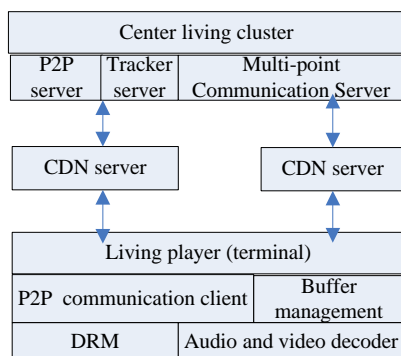 Center living cluster
P2P server
Tracker server
Multi-point Communication Server
CDN server
CDN server
Living player (terminal)
P2P communication client
Buffer management
DRM
Audio and video decoder